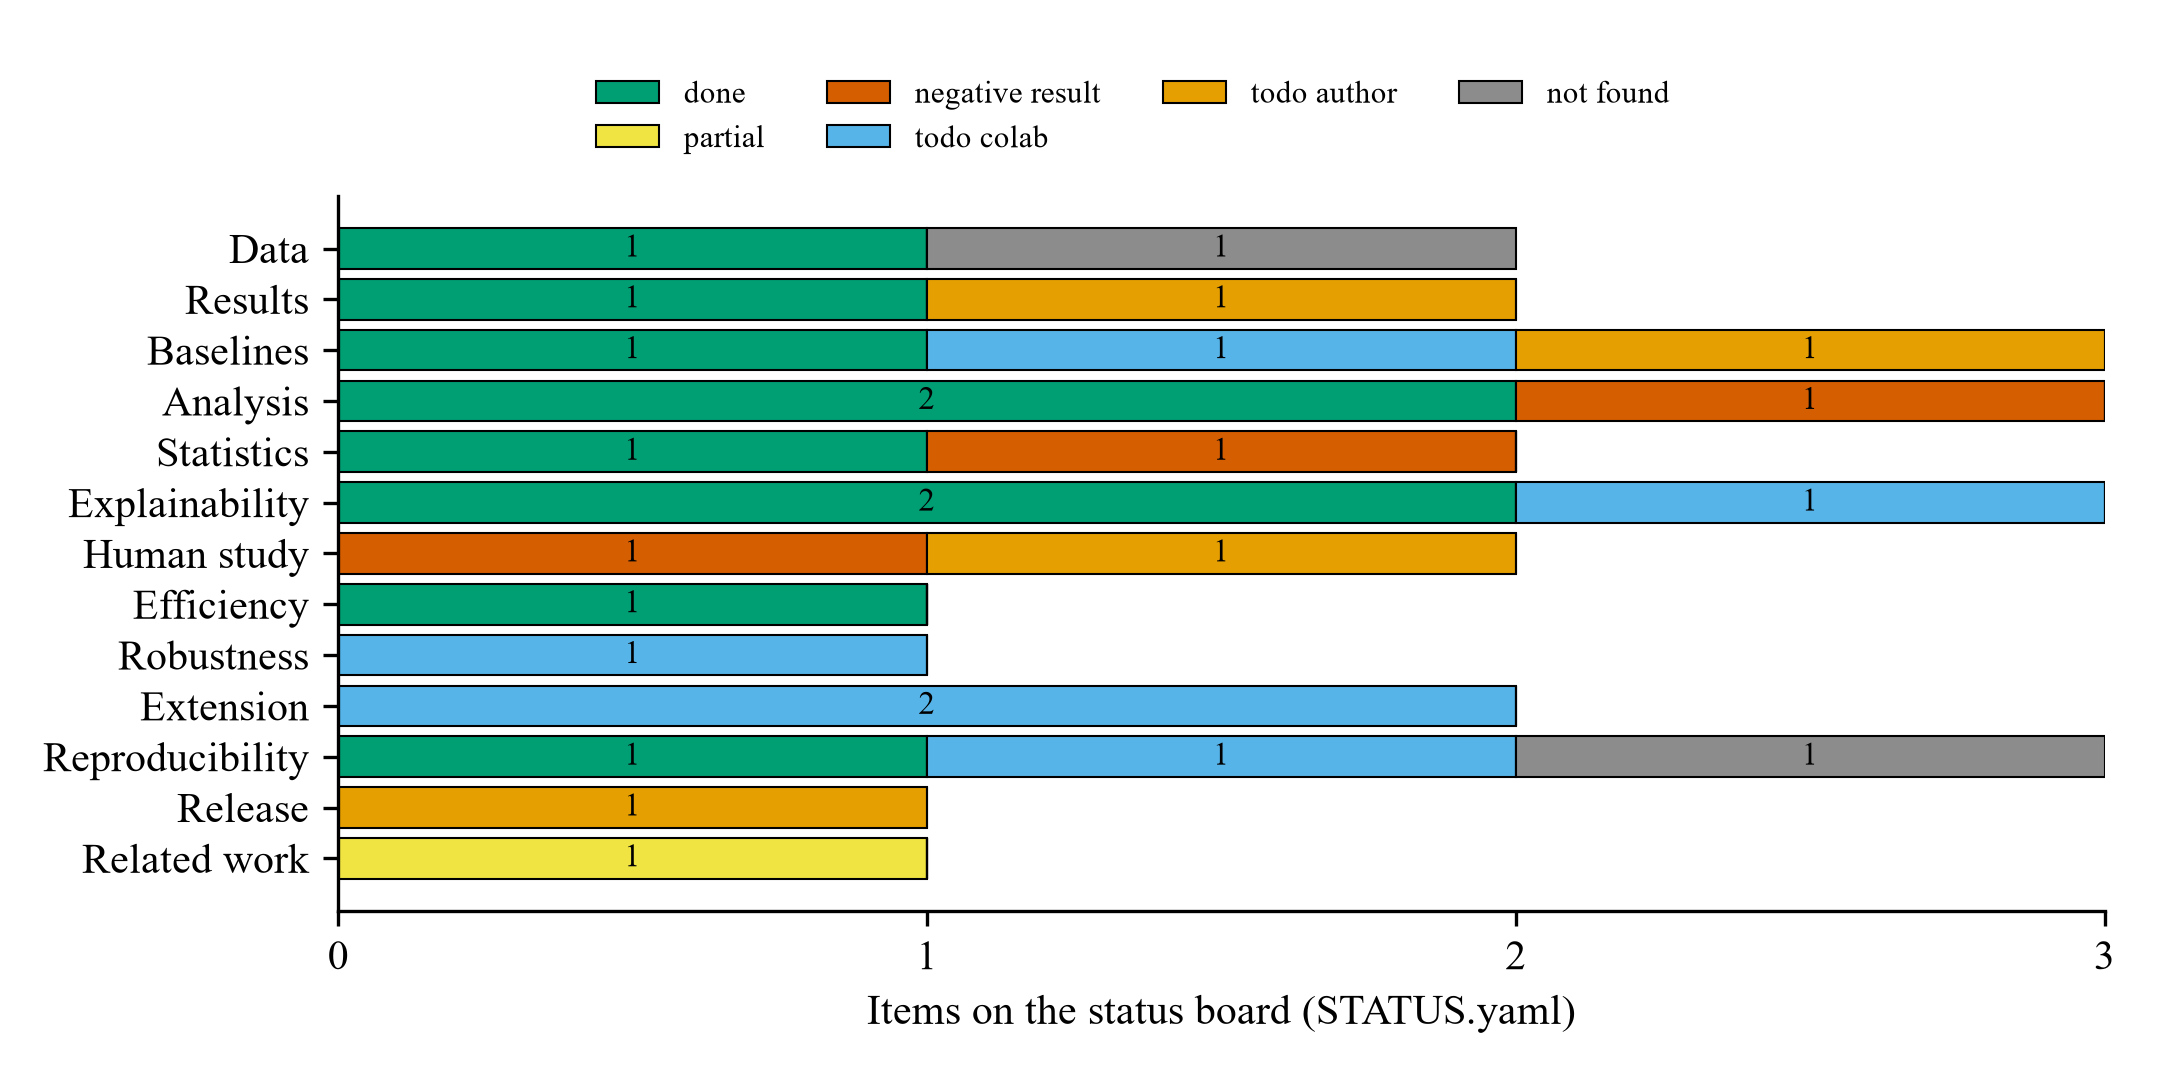 done negative result todo author not found
partial todo colab
Data 1 1
Results 1 1
Baselines 1 1 1
Analysis 2 1
Statistics 1 1
Explainability 2 1
Human study 1 1
Efficiency 1
Robustness 1
Extension 2
Reproducibility 1 1 1
Release 1
Related work 1
0 1 2 3
Items on the status board (STATUS.yaml)